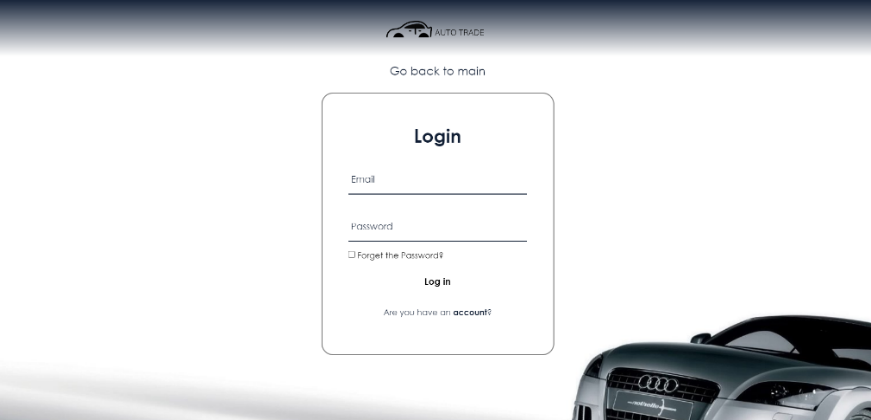 AUTO TRADE
Go back to main
Login
Email
Password
Forget the Password?
Log in
Are you have an account?